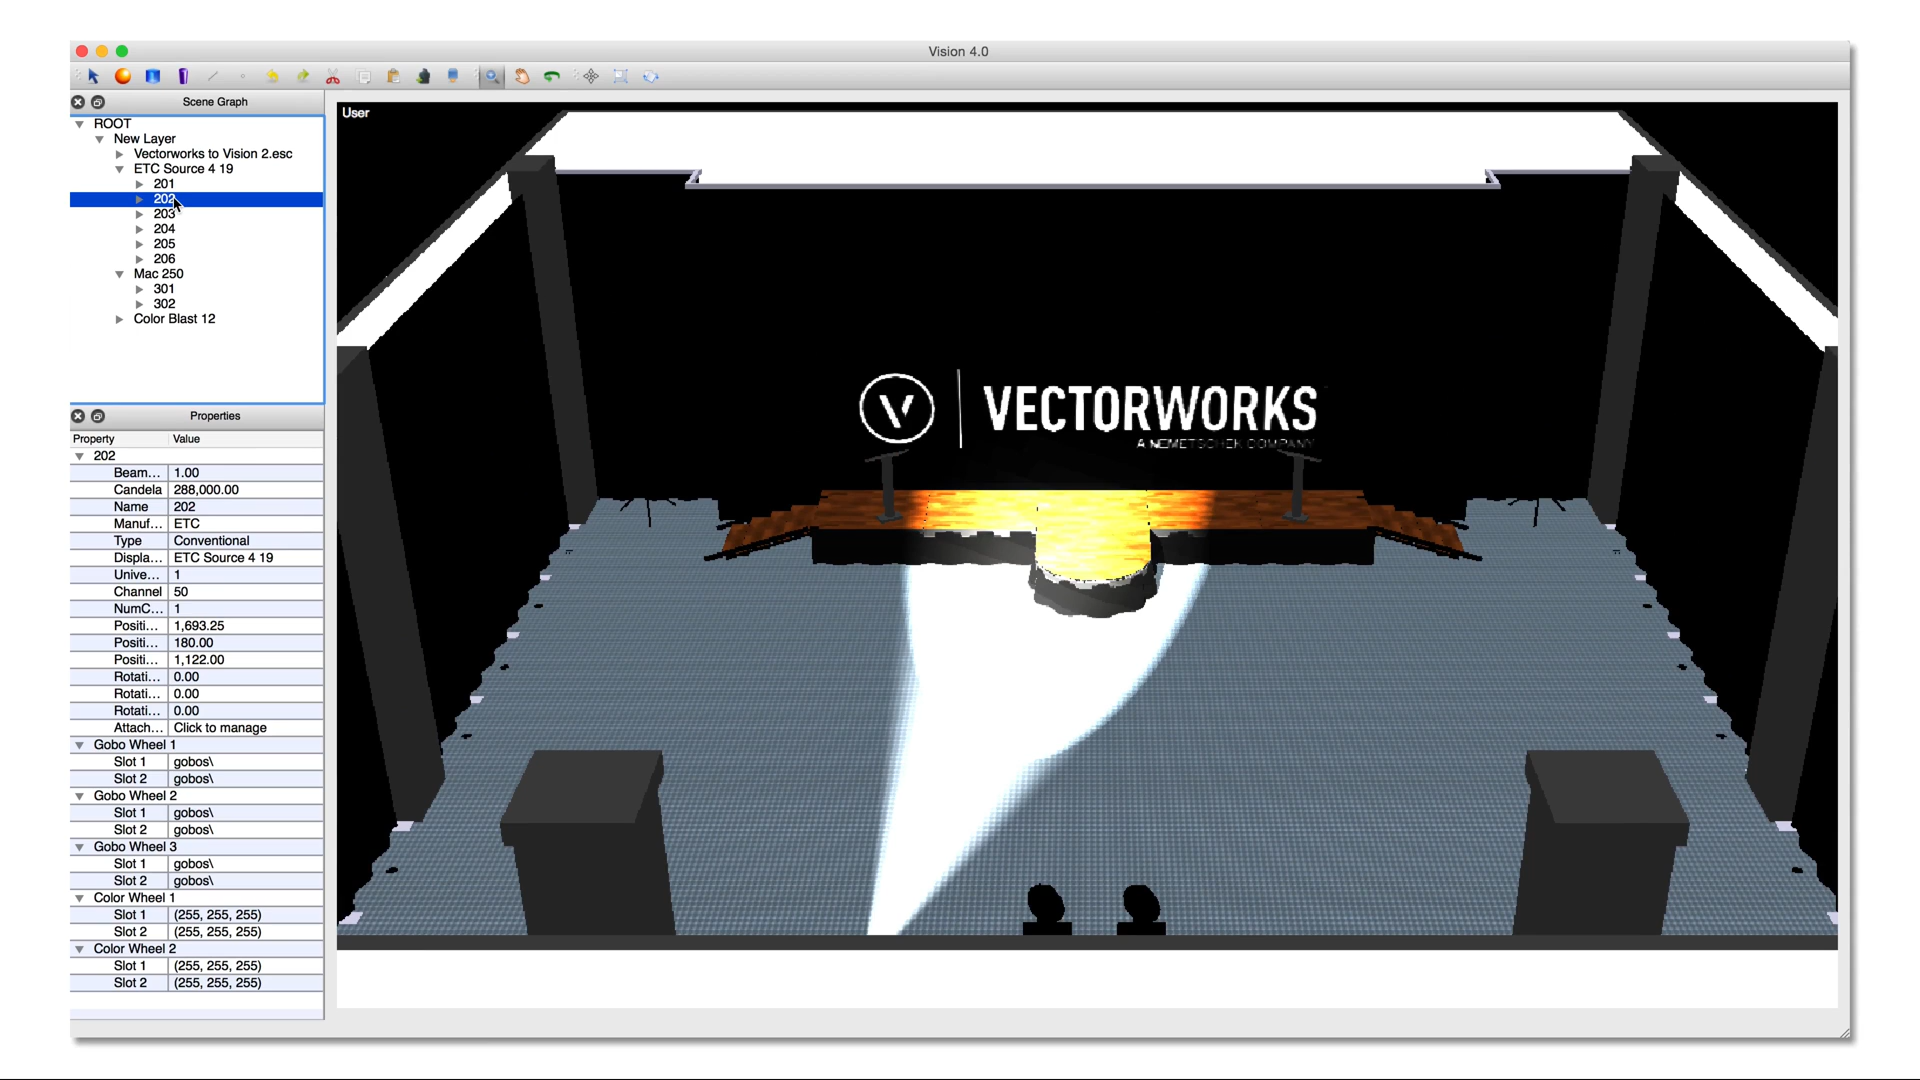 Vision 4.0
Scene Graph
ROOT
New Layer
Vectorworks to Vision 2.esc
ETC Source 4 19
201
202
203
204
205
206
Mac 250
301
302
Color Blast 12
Properties
Property Value
202
Beam... 1.00
Candela 288,000.00
Name 202
Manuf... ETC
Type Conventional
Displa... ETC Source 4 19
Unive... 1
Channel 50
NumC... 1
Positi... 1,693.25
Positi... 180.00
Positi... 1,122.00
Rotati... 0.00
Rotati... 0.00
Rotati... 0.00
Attach... Click to manage
Gobo Wheel 1
Slot 1 gobos\
Slot 2 gobos\
Gobo Wheel 2
Slot 1 gobos\
Slot 2 gobos\
Gobo Wheel 3
Slot 1 gobos\
Slot 2 gobos\
Color Wheel 1
Slot 1 (255, 255, 255)
Slot 2 (255, 255, 255)
Color Wheel 2
Slot 1 (255, 255, 255)
Slot 2 (255, 255, 255)
User
VECTORWORKS
A NEMETSCHEK COMPANY